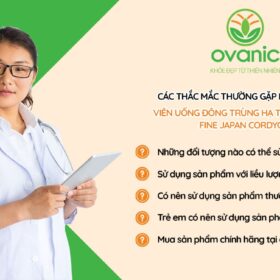 ovanic
KHỎE ĐẸP TỪ THIÊN NHIÊN
CÁC THẮC MẮC THƯỜNG GẶP
VIÊN UỐNG ĐÔNG TRÙNG HẠ T
FINE JAPAN CORDYC
Những đối tượng nào có thể sử
Sử dụng sản phẩm với liều lượn
Có nên sử dụng sản phẩm thư
Trẻ em có nên sử dụng sản ph
Mua sản phẩm chính hãng tại